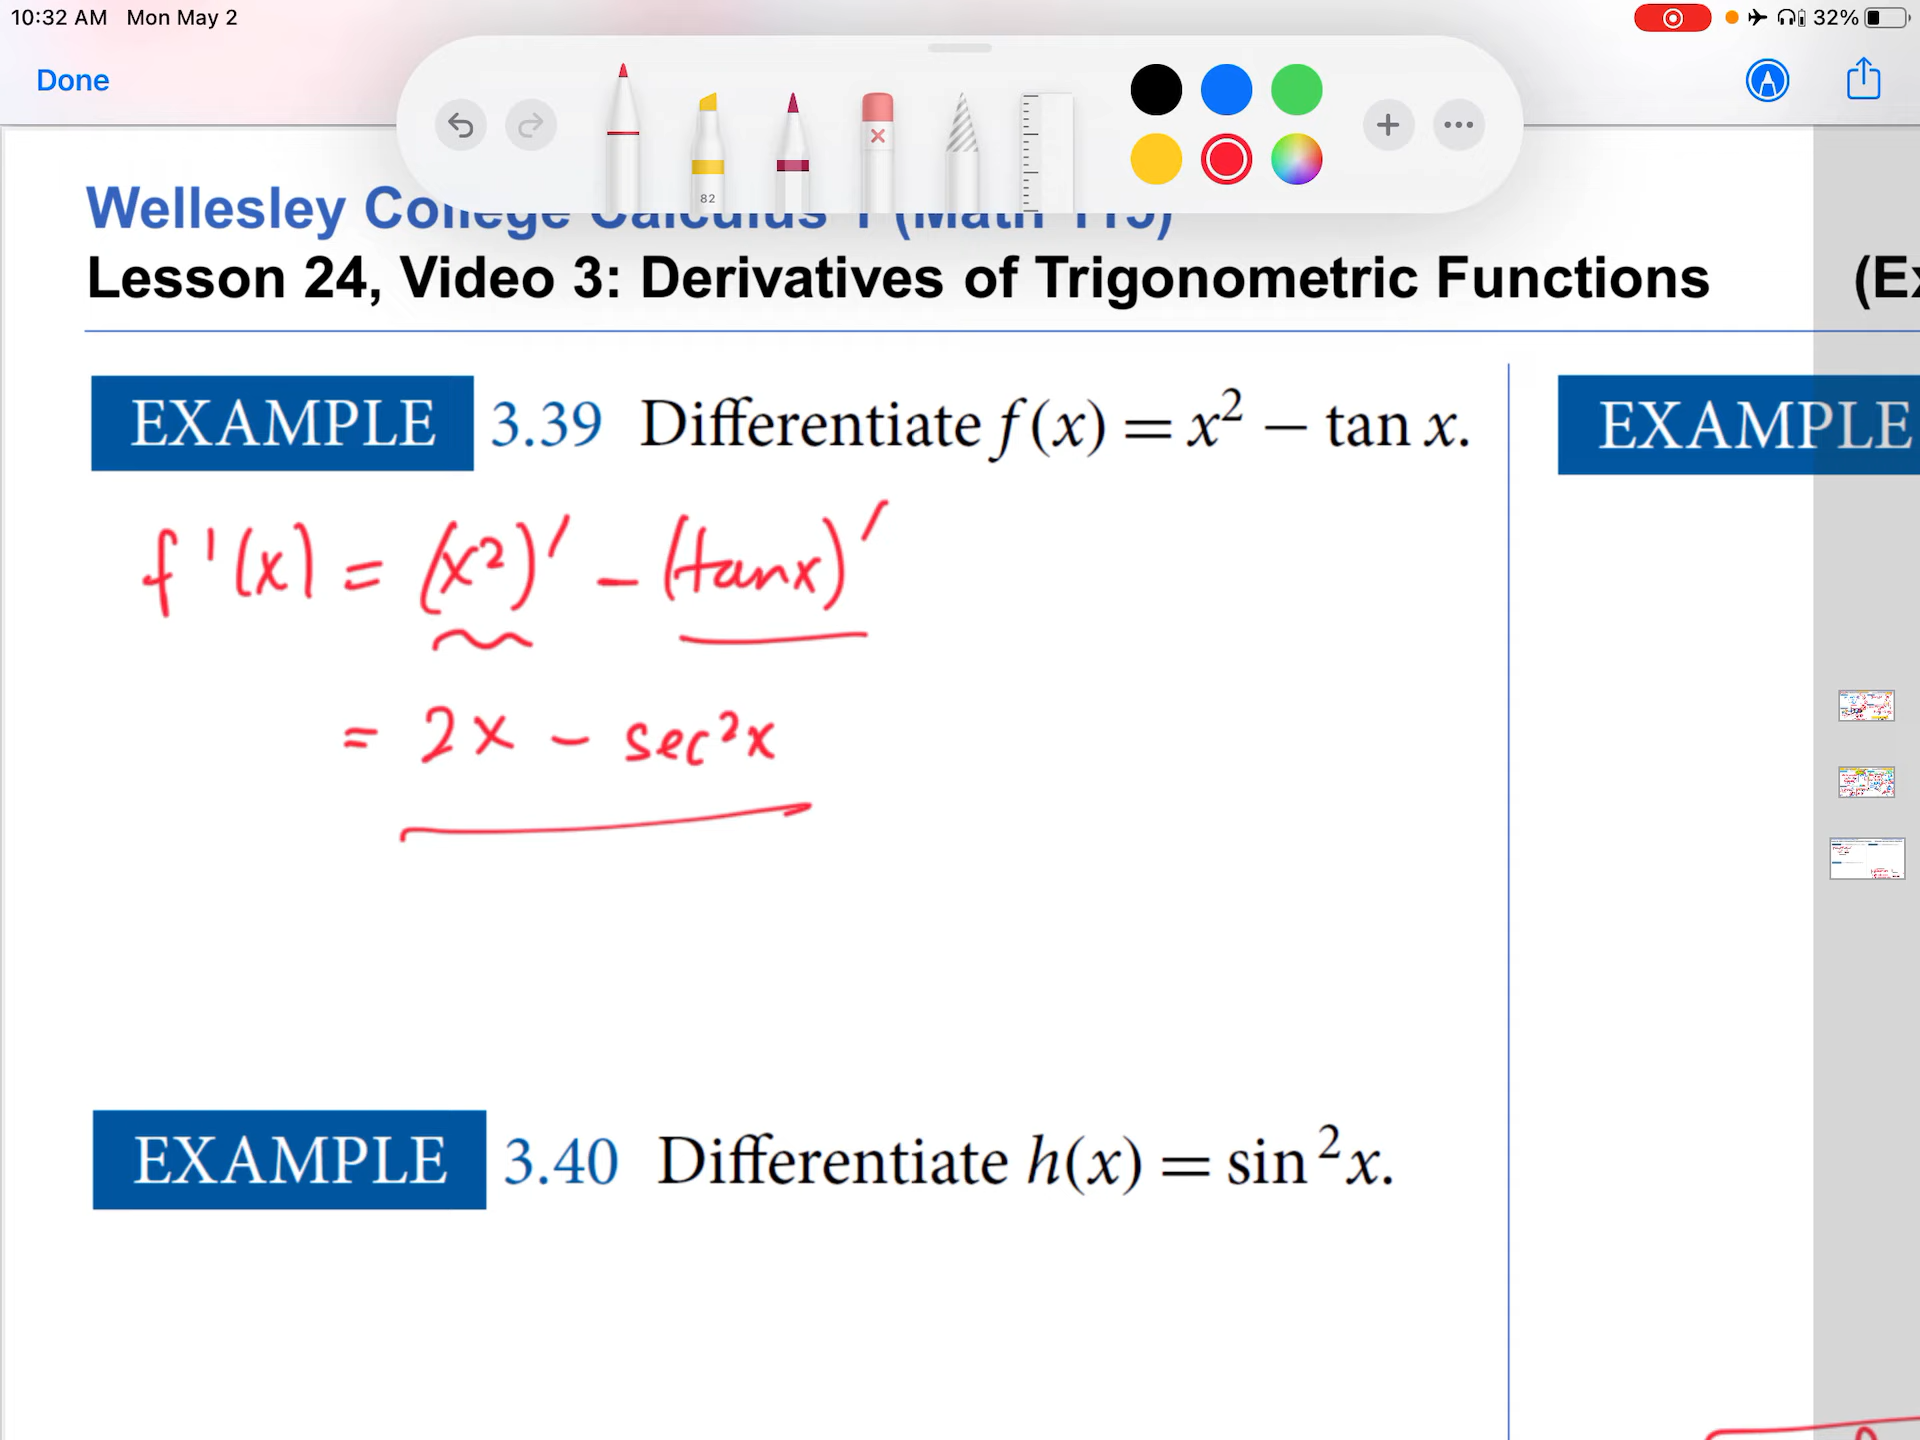 10:32 AM Mon May 2
32%
Done
82
Wellesley College Calculus 1 (Math 115)
Lesson 24, Video 3: Derivatives of Trigonometric Functions (Ex
EXAMPLE 3.39 Differentiate f(x) = x² − tan x.
EXAMPLE
f'(x) = (x²)' − (tanx)'
= 2x − sec²x
EXAMPLE 3.40 Differentiate h(x) = sin²x.